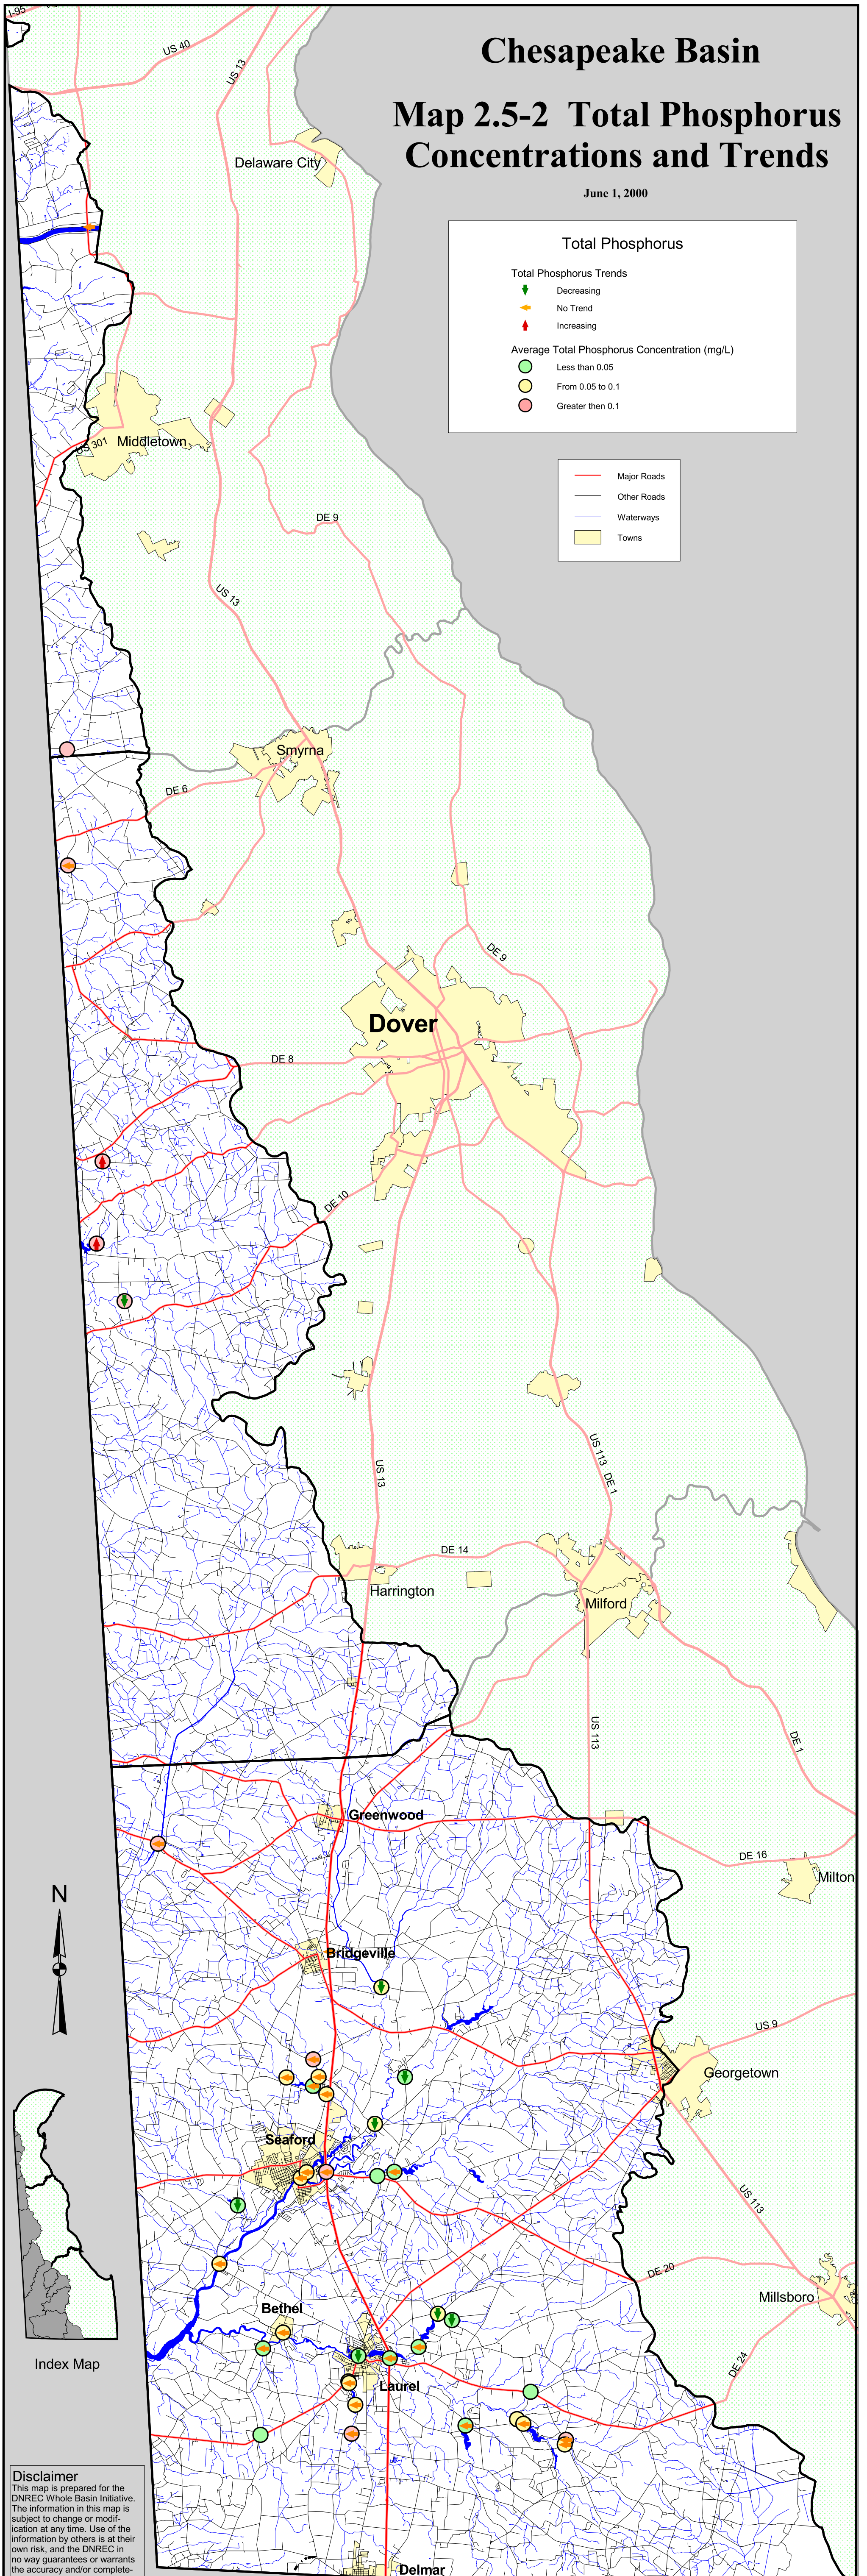 Chesapeake Basin
Map 2.5-2 Total Phosphorus
Concentrations and Trends
June 1, 2000
Total Phosphorus
Total Phosphorus Trends
Decreasing
No Trend
Increasing
Average Total Phosphorus Concentration (mg/L)
Less than 0.05
From 0.05 to 0.1
Greater then 0.1
Major Roads
Other Roads
Waterways
Towns
I-95
US 40
US 13
Delaware City
US 301
Middletown
DE 9
US 13
Smyrna
DE 6
DE 9
Dover
DE 8
DE 10
US 13
US 113
DE 1
DE 14
Harrington
Milford
US 113
DE 1
Greenwood
DE 16
Milton
N
Bridgeville
US 9
Georgetown
Seaford
US 113
DE 20
Millsboro
Bethel
DE 24
Laurel
Index Map
Disclaimer
This map is prepared for the
DNREC Whole Basin Initiative.
The information in this map is
subject to change or modif-
ication at any time. Use of the
information by others is at their
own risk, and the DNREC in
no way guarantees or warrants
the accuracy and/or complete-
Delmar